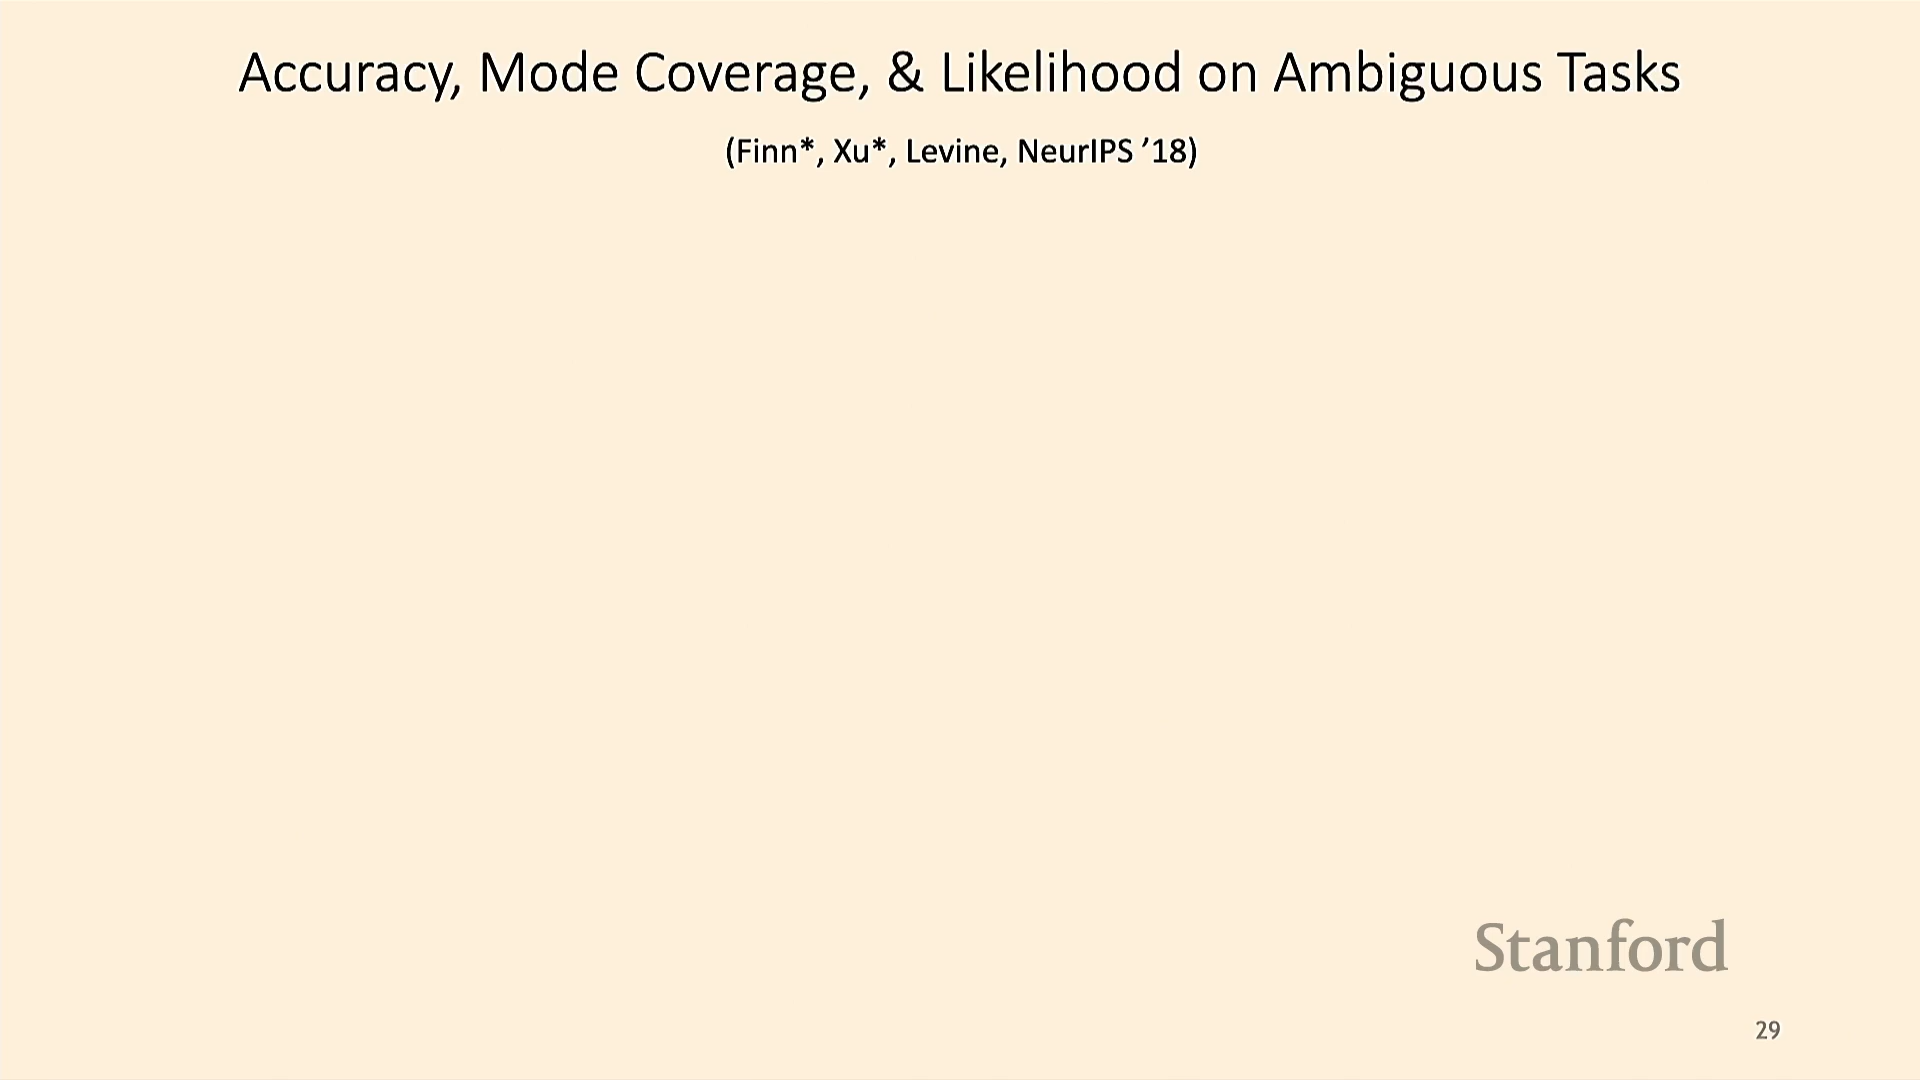 Accuracy, Mode Coverage, & Likelihood on Ambiguous Tasks
(Finn*, Xu*, Levine, NeurIPS ’18)
Stanford
29